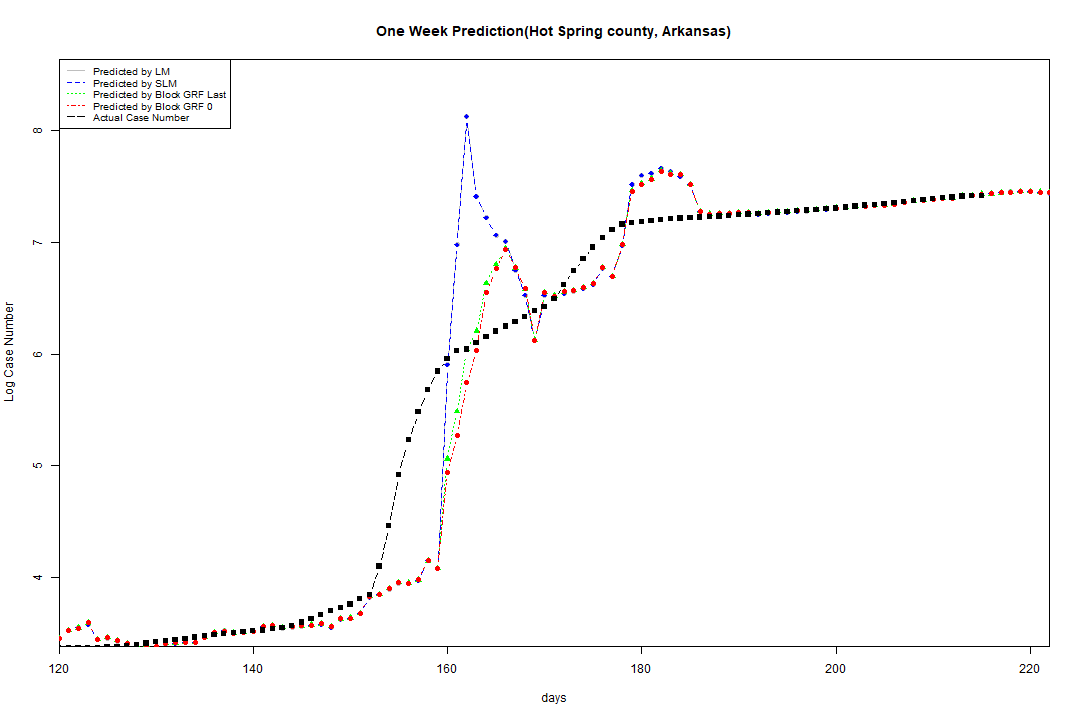 One Week Prediction(Hot Spring county, Arkansas)
Predicted by LM
Predicted by SLM
Predicted by Block GRF Last
Predicted by Block GRF 0
Actual Case Number
8
7
6
5
4
Log Case Number
120 140 160 180 200 220
days